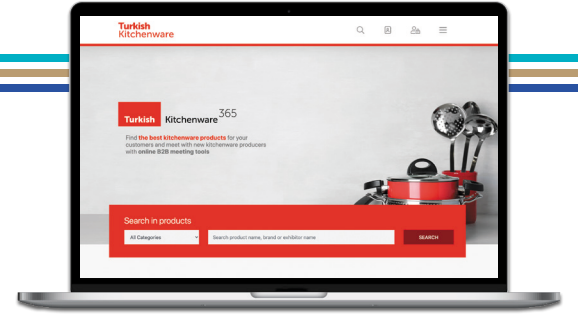 Turkish
Kitchenware
Turkish Kitchenware 365
Find the best kitchenware products for your
customers and meet with new kitchenware producers
with online B2B meeting tools
Search in products
All Categories
Search product name, brand or exhibitor name
SEARCH